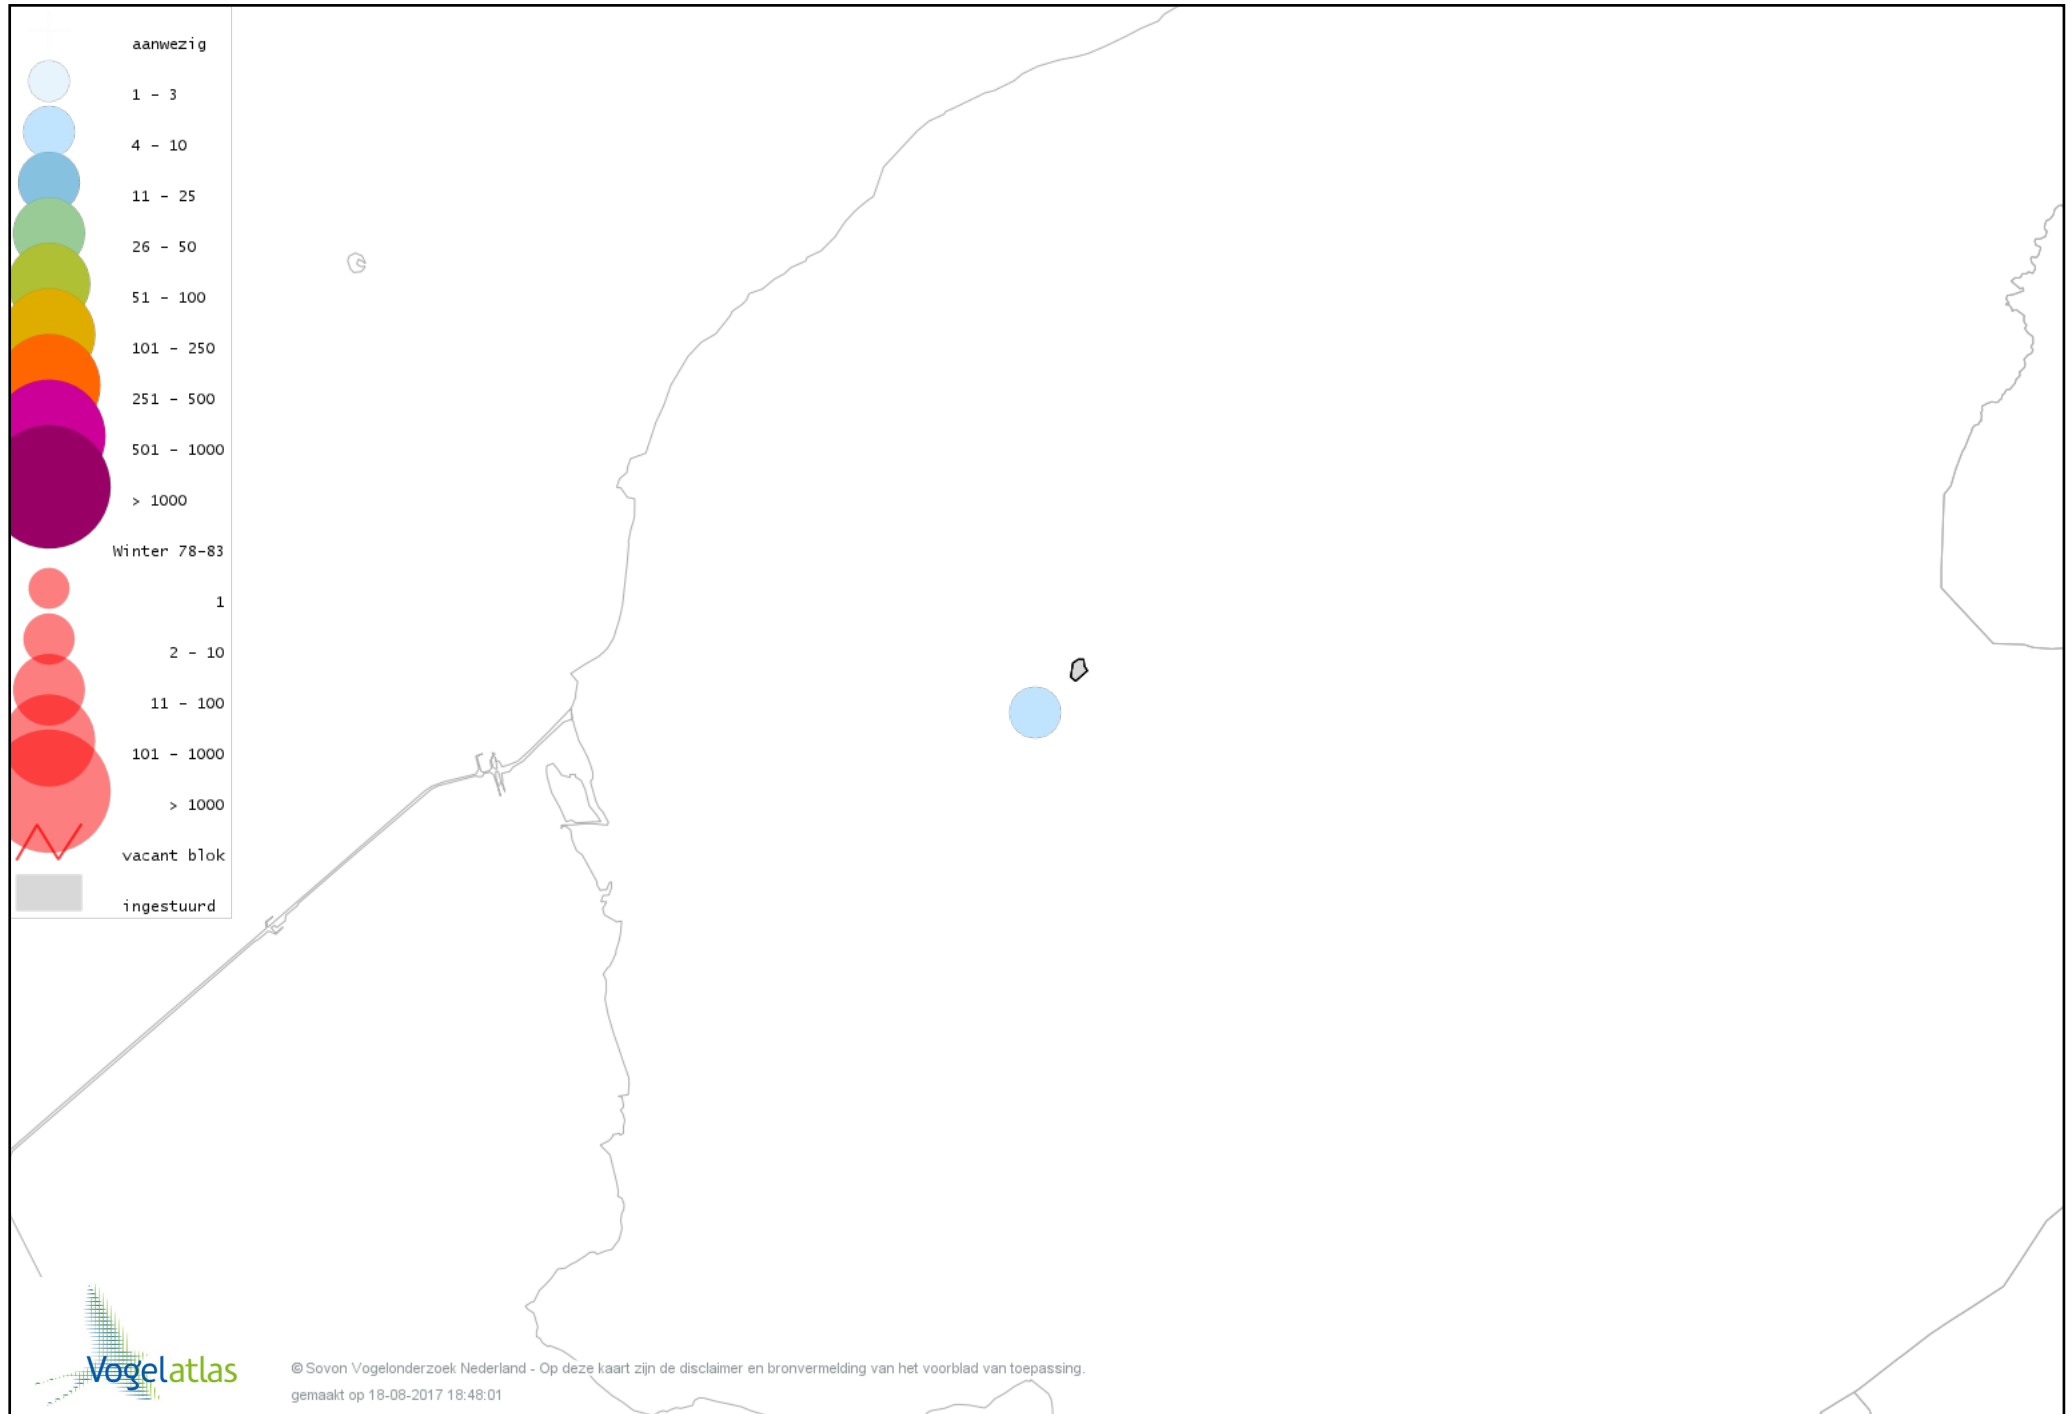 aanwezig
1 - 3
4 - 10
11 - 25
26 - 50
51 - 100
101 - 250
251 - 500
501 - 1000
> 1000
Winter 78-83
1
2 - 10
11 - 100
101 - 1000
> 1000
vacant blok
ingestuurd
Vogelatlas
© Sovon Vogelonderzoek Nederland - Op deze kaart zijn de disclaimer en bronvermelding van het voorblad van toepassing.
gemaakt op 18-08-2017 18:48:01